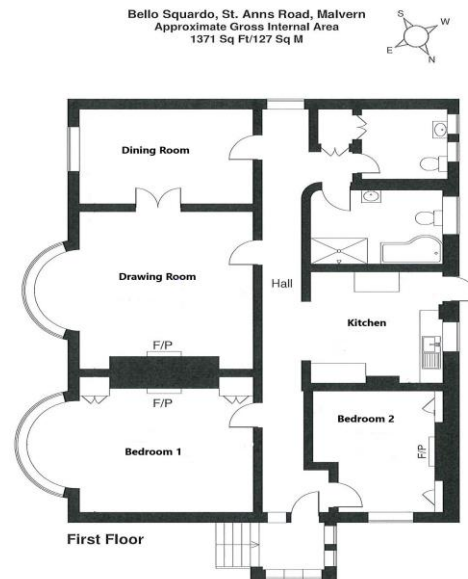 Bello Squardo, St. Anns Road, Malvern
Approximate Gross Internal Area
1371 Sq Ft/127 Sq M
S
W
E
N
Dining Room
Drawing Room
Hall
Kitchen
F/P
F/P
Bedroom 1
Bedroom 2
F/P
First Floor